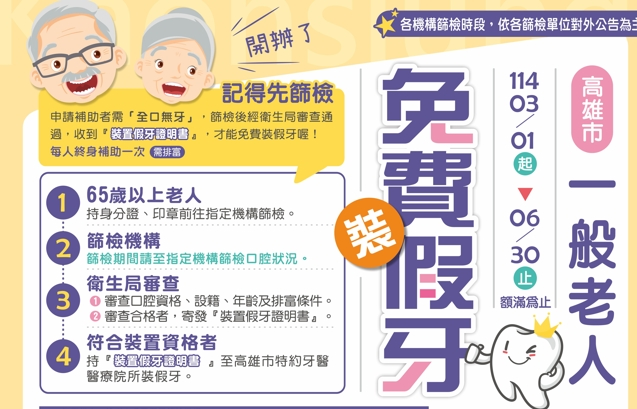 各機構篩檢時段，依各篩檢單位對外公告為
開辦了
記得先篩檢
申請補助者需「全口無牙」，篩檢後經衛生局審查通
過，收到『裝置假牙證明書』，才能免費裝假牙喔！
每人終身補助一次 需排富
1 65歲以上老人
持身分證、印章前往指定機構篩檢。
2 篩檢機構
篩檢期間請至指定機構篩檢口腔狀況。
3 衛生局審查
1 審查口腔資格、設籍、年齡及排富條件。
2 審查合格者，寄發『裝置假牙證明書』。
4 符合裝置資格者
持『裝置假牙證明書 』至高雄市特約牙醫
醫療院所裝假牙。
裝
免費假牙
114
03
01
起
06
30
止
額滿為止
高雄市
一般老人